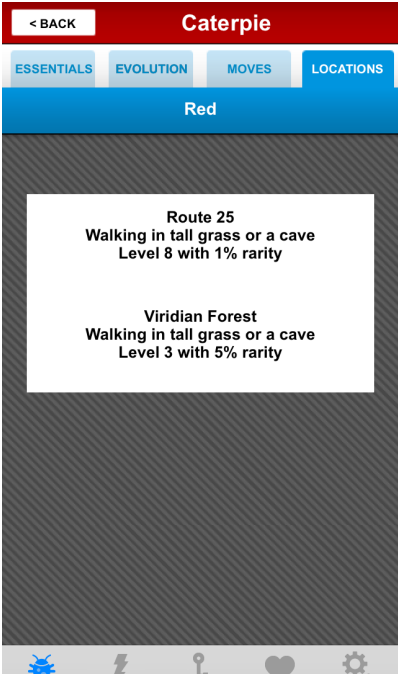 < BACK
Caterpie
ESSENTIALS
EVOLUTION
MOVES
LOCATIONS
Red
Route 25
Walking in tall grass or a cave
Level 8 with 1% rarity
Viridian Forest
Walking in tall grass or a cave
Level 3 with 5% rarity